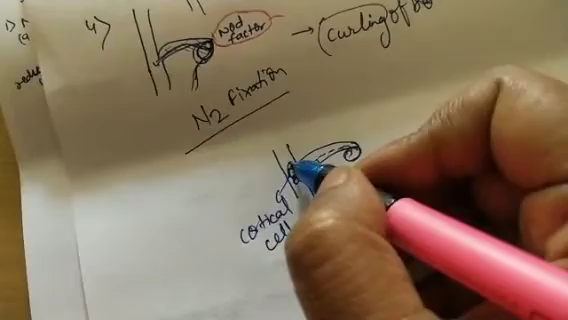 4) Nod factor → curling of
N2 fixation
cortical
cell